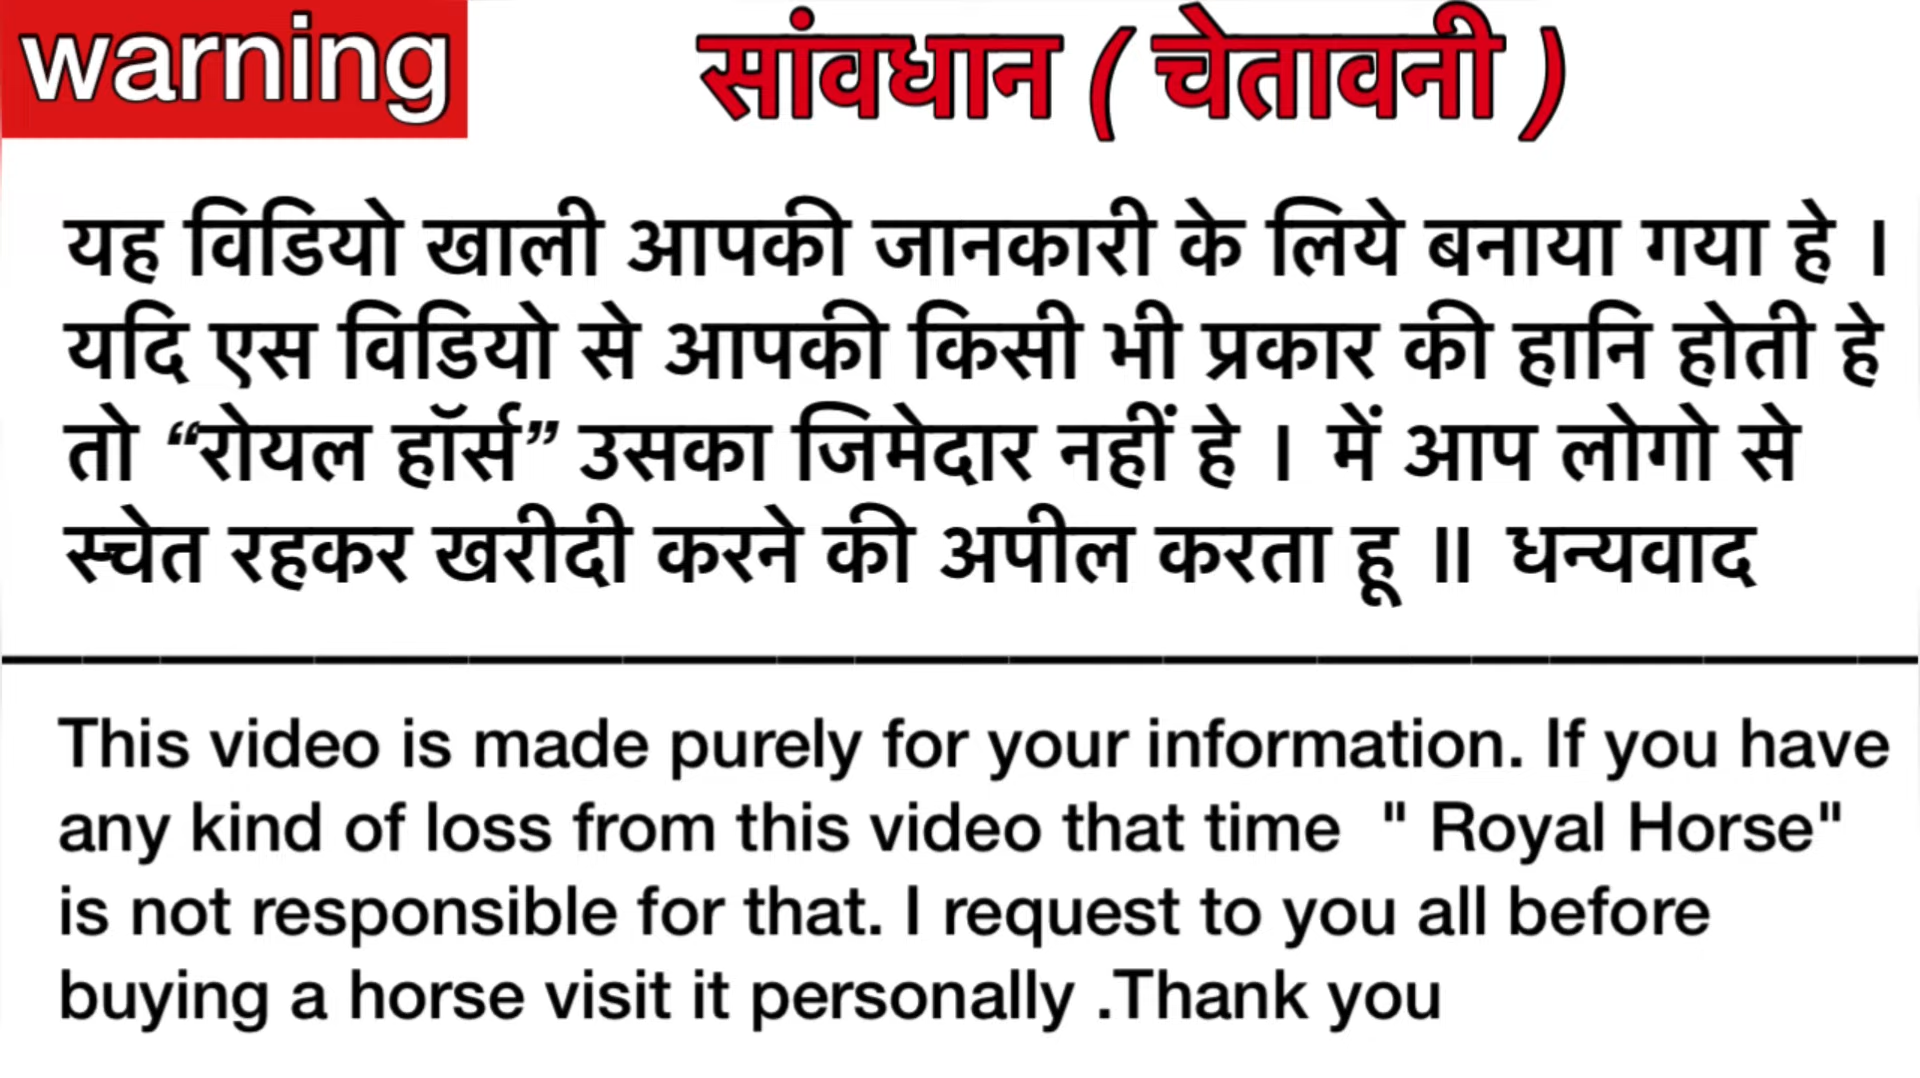 warning
सांवधान ( चेतावनी )
यह विडियो खाली आपकी जानकारी के लिये बनाया गया हे ।
यदि एस विडियो से आपकी किसी भी प्रकार की हानि होती हे
तो “रोयल हॉर्स” उसका जिमेदार नहीं हे । में आप लोगो से
स्चेत रहकर खरीदी करने की अपील करता हू ॥ धन्यवाद
This video is made purely for your information. If you have
any kind of loss from this video that time " Royal Horse"
is not responsible for that. I request to you all before
buying a horse visit it personally .Thank you